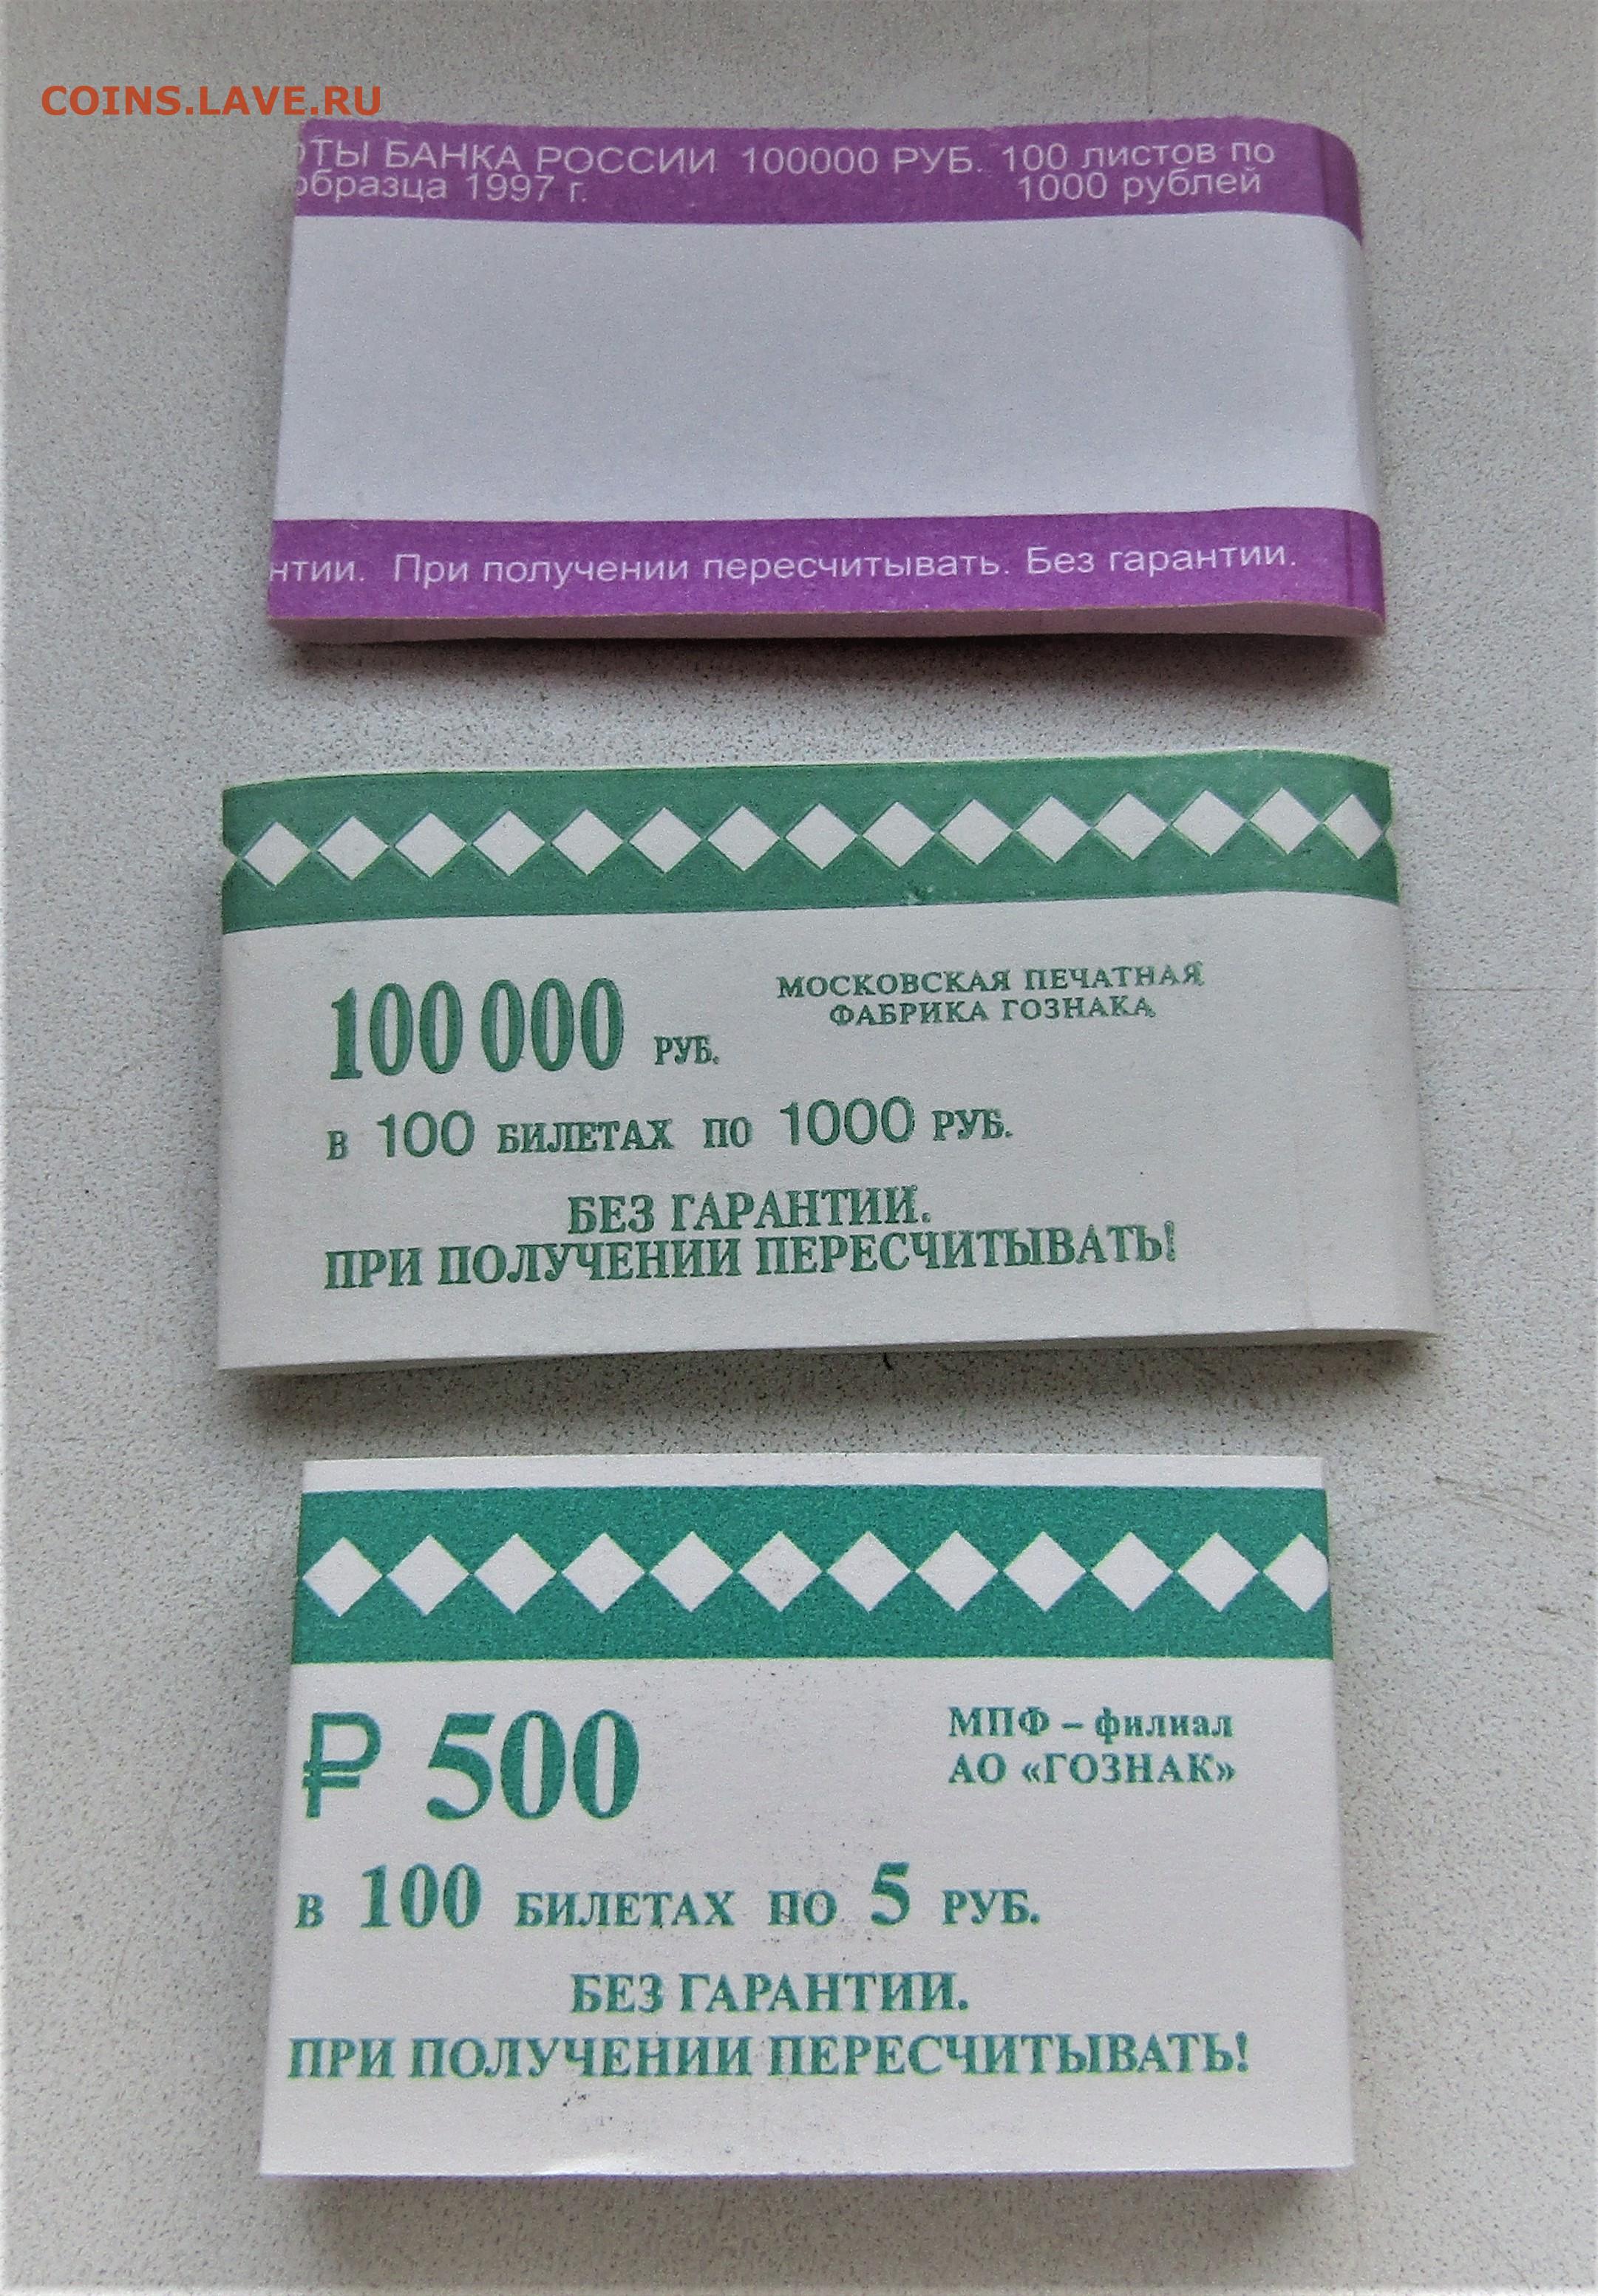 COINS.LAVE.RU
ОТЫ БАНКА РОССИИ 100000 РУБ. 100 листов по
образца 1997 г. 1000 рублей
нтии. При получении пересчитывать. Без гарантии.
100 000 РУБ.
МОСКОВСКАЯ ПЕЧАТНАЯ
ФАБРИКА ГОЗНАКА
В 100 БИЛЕТАХ ПО 1000 РУБ.
БЕЗ ГАРАНТИИ.
ПРИ ПОЛУЧЕНИИ ПЕРЕСЧИТЫВАТЬ!
₽ 500
МПФ – филиал
АО «ГОЗНАК»
В 100 БИЛЕТАХ ПО 5 РУБ.
БЕЗ ГАРАНТИИ.
ПРИ ПОЛУЧЕНИИ ПЕРЕСЧИТЫВАТЬ!